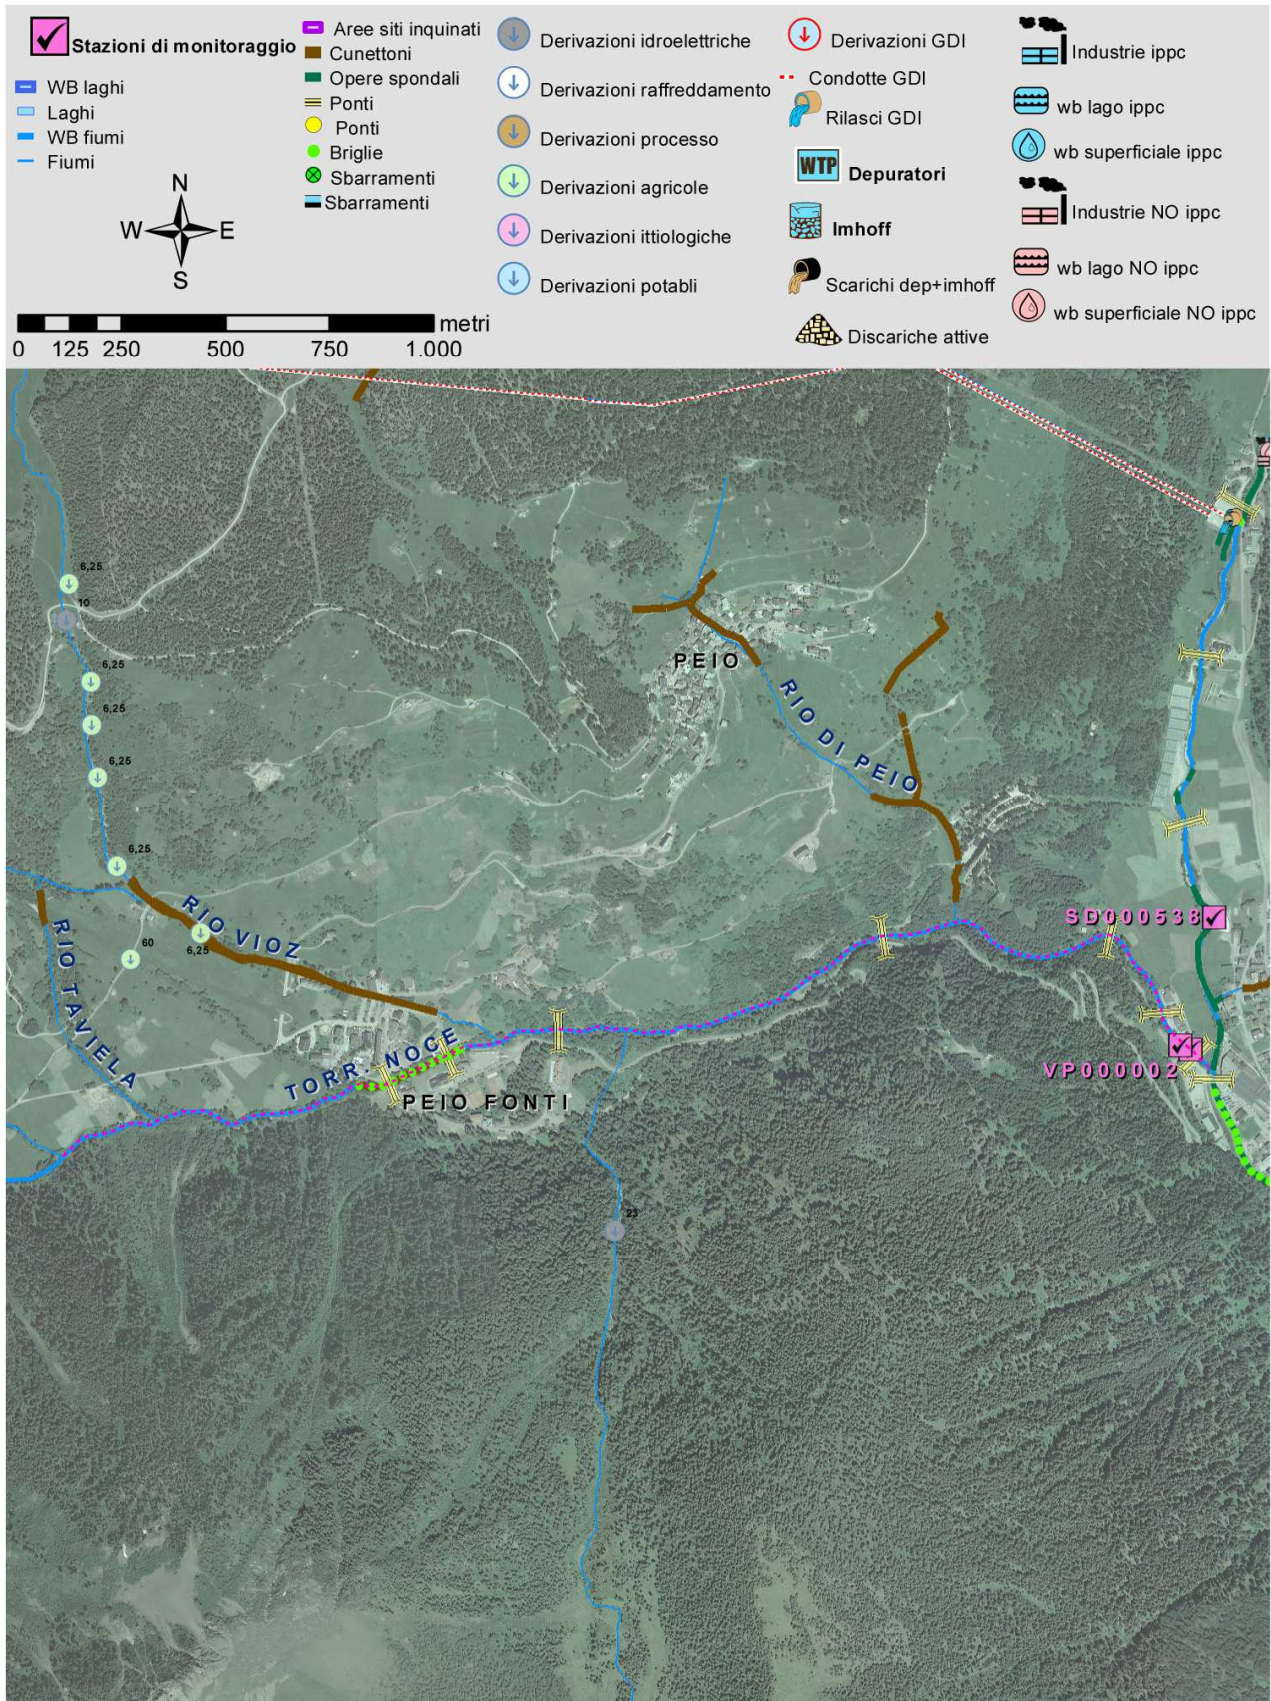 Stazioni di monitoraggio
WB laghi
Laghi
WB fiumi
Fiumi
N
W E
S
Aree siti inquinati
Cunettoni
Opere spondali
Ponti
Ponti
Briglie
Sbarramenti
Sbarramenti
Derivazioni idroelettriche
Derivazioni raffreddamento
Derivazioni processo
Derivazioni agricole
Derivazioni ittiologiche
Derivazioni potabli
Derivazioni GDI
Condotte GDI
Rilasci GDI
WTP Depuratori
Imhoff
Scarichi dep+imhoff
Discariche attive
Industrie ippc
wb lago ippc
wb superficiale ippc
Industrie NO ippc
wb lago NO ippc
wb superficiale NO ippc
metri
0 125 250 500 750 1.000
6,25
10
6,25
6,25
6,25
6,25
6,25
60
PEIO
RIO DI PEIO
RIO VIOZ
RIO TAVIELA
TORR. NOCE
PEIO FONTI
SD000538
VP000002
23